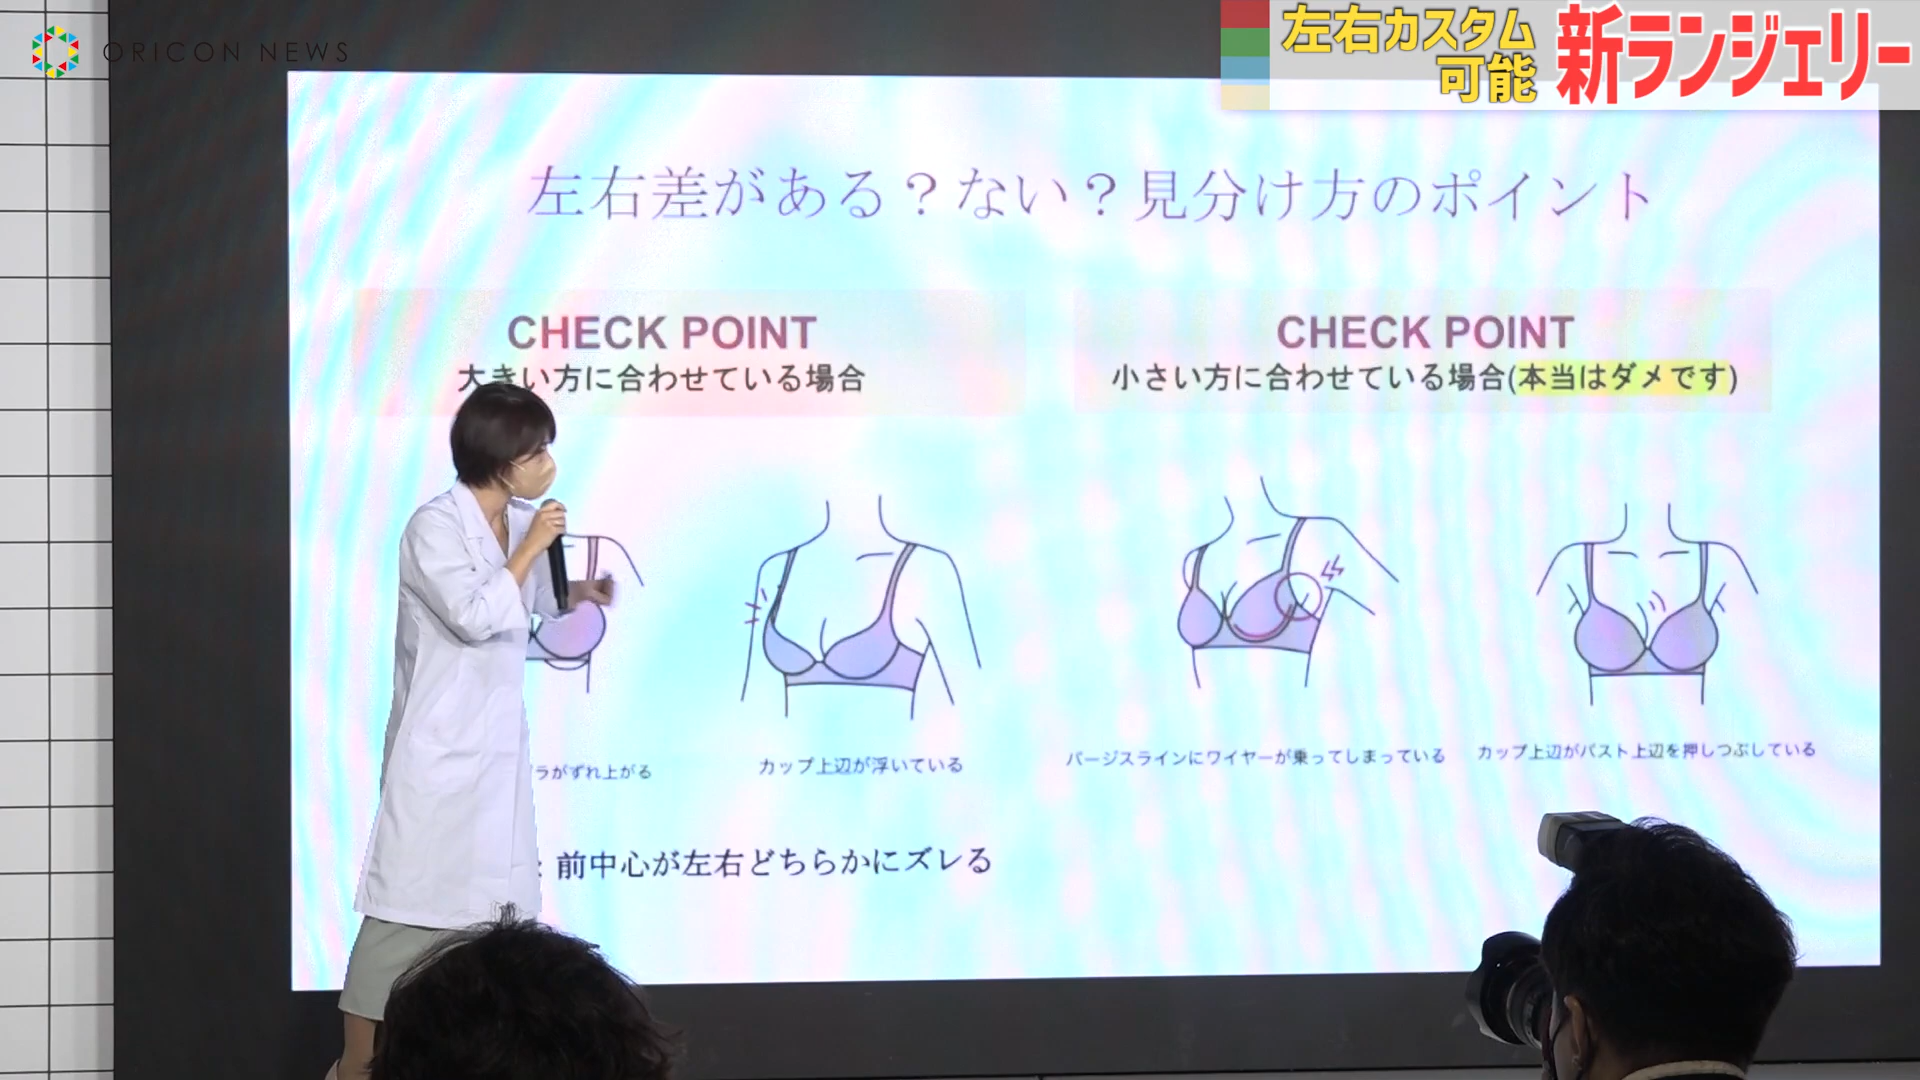 ORICON NEWS
左右カスタム
可能
新ランジェリー
左右差がある？ない？見分け方のポイント
CHECK POINT
大きい方に合わせている場合
CHECK POINT
小さい方に合わせている場合(本当はダメです)
ラがずれ上がる
カップ上辺が浮いている
バージスラインにワイヤーが乗ってしまっている
カップ上辺がバスト上辺を押しつぶしている
：前中心が左右どちらかにズレる